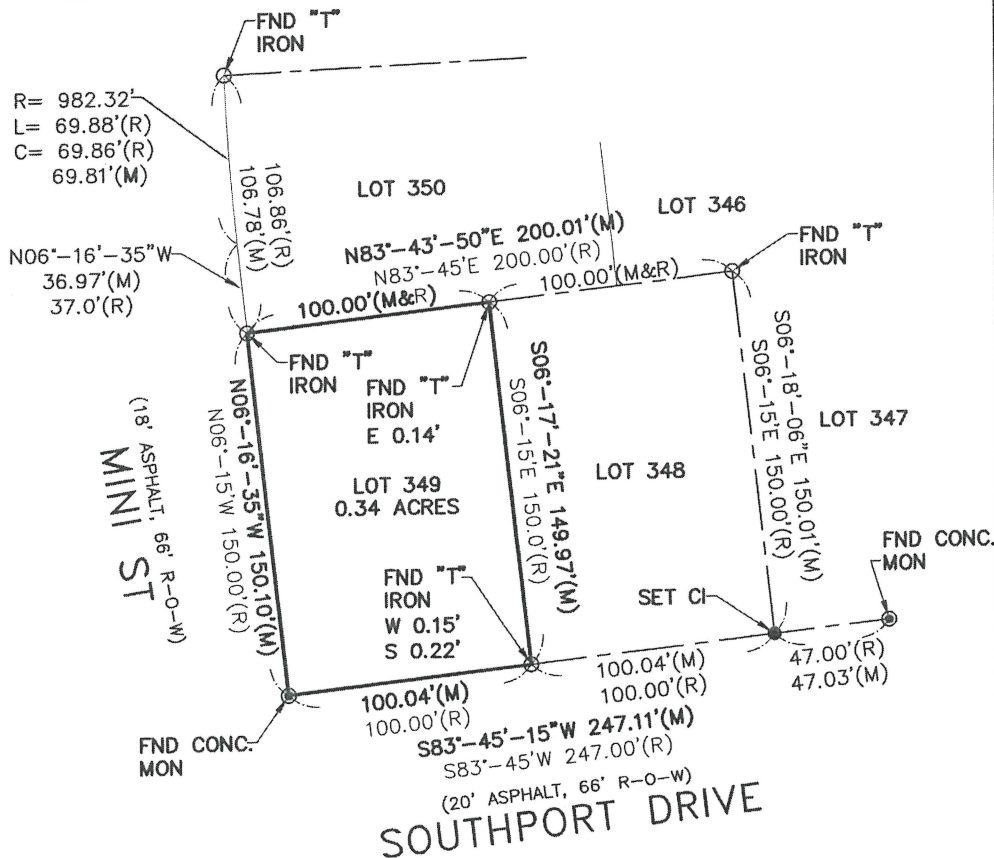 FND "T"
IRON
R= 982.32'
L= 69.88'(R)
C= 69.86'(R)
69.81'(M)
106.86'(R)
106.78'(M)
LOT 350
LOT 346
N06°-16'-35"W
36.97'(M)
37.0'(R)
N83°-43'-50"E 200.01'(M)
N83°-45'E 200.00'(R)
FND "T"
IRON
100.00'(M&R)
100.00'(M&R)
FND "T"
IRON
FND "T"
IRON
E 0.14'
S06°-18'-06"E 150.01'(M)
S06°-15'E 150.00'(R)
LOT 347
S06°-17'-21"E 149.97'(M)
S06°-15'E 150.0'(R)
LOT 348
N06°-16'-35"W 150.10'(M)
N06°-15'W 150.00'(R)
(18' ASPHALT, 66' R-O-W)
MINI ST
LOT 349
0.34 ACRES
FND CONC.
MON
FND "T"
IRON
W 0.15'
S 0.22'
SET CI
100.04'(M)
100.00'(R)
47.00'(R)
47.03'(M)
100.04'(M)
100.00'(R)
FND CONC.
MON
S83°-45'-15"W 247.11'(M)
S83°-45'W 247.00'(R)
(20' ASPHALT, 66' R-O-W)
SOUTHPORT DRIVE